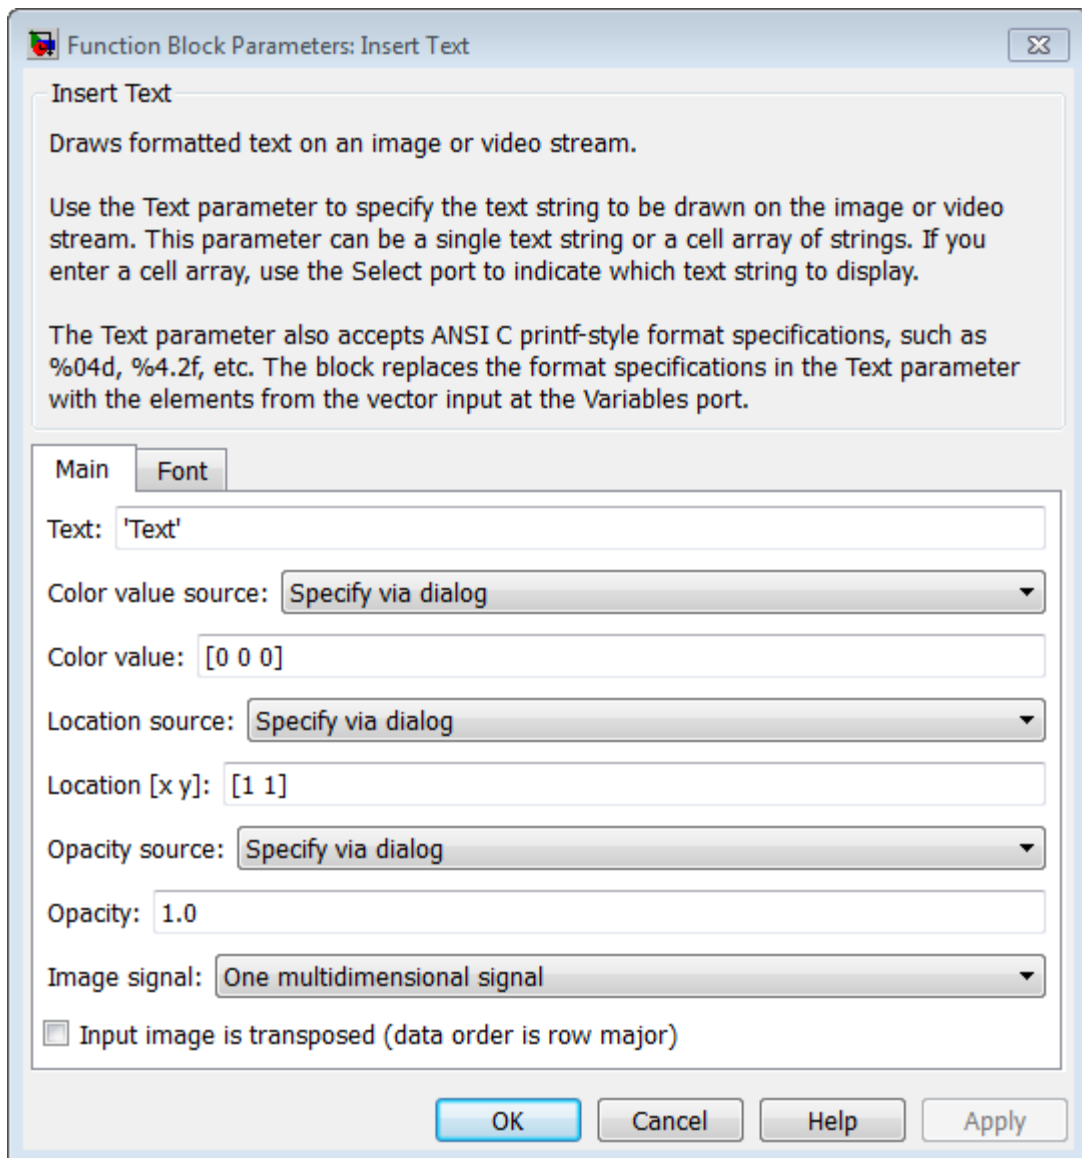 Function Block Parameters: Insert Text
Insert Text
Draws formatted text on an image or video stream.
Use the Text parameter to specify the text string to be drawn on the image or video
stream. This parameter can be a single text string or a cell array of strings. If you
enter a cell array, use the Select port to indicate which text string to display.
The Text parameter also accepts ANSI C printf-style format specifications, such as
%04d, %4.2f, etc. The block replaces the format specifications in the Text parameter
with the elements from the vector input at the Variables port.
Main Font
Text: 'Text'
Color value source: Specify via dialog
Color value: [0 0 0]
Location source: Specify via dialog
Location [x y]: [1 1]
Opacity source: Specify via dialog
Opacity: 1.0
Image signal: One multidimensional signal
Input image is transposed (data order is row major)
OK Cancel Help Apply